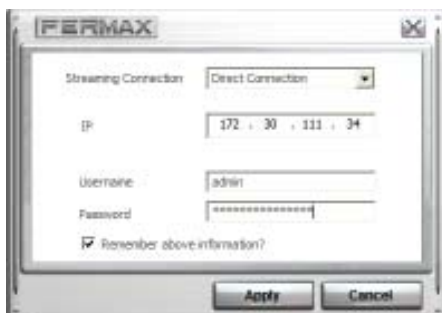 FERMAX
Streaming Connection Direct Connection
IP 172 . 30 . 111 . 34
Username admin
Password ***************
Remember above information?
Apply Cancel